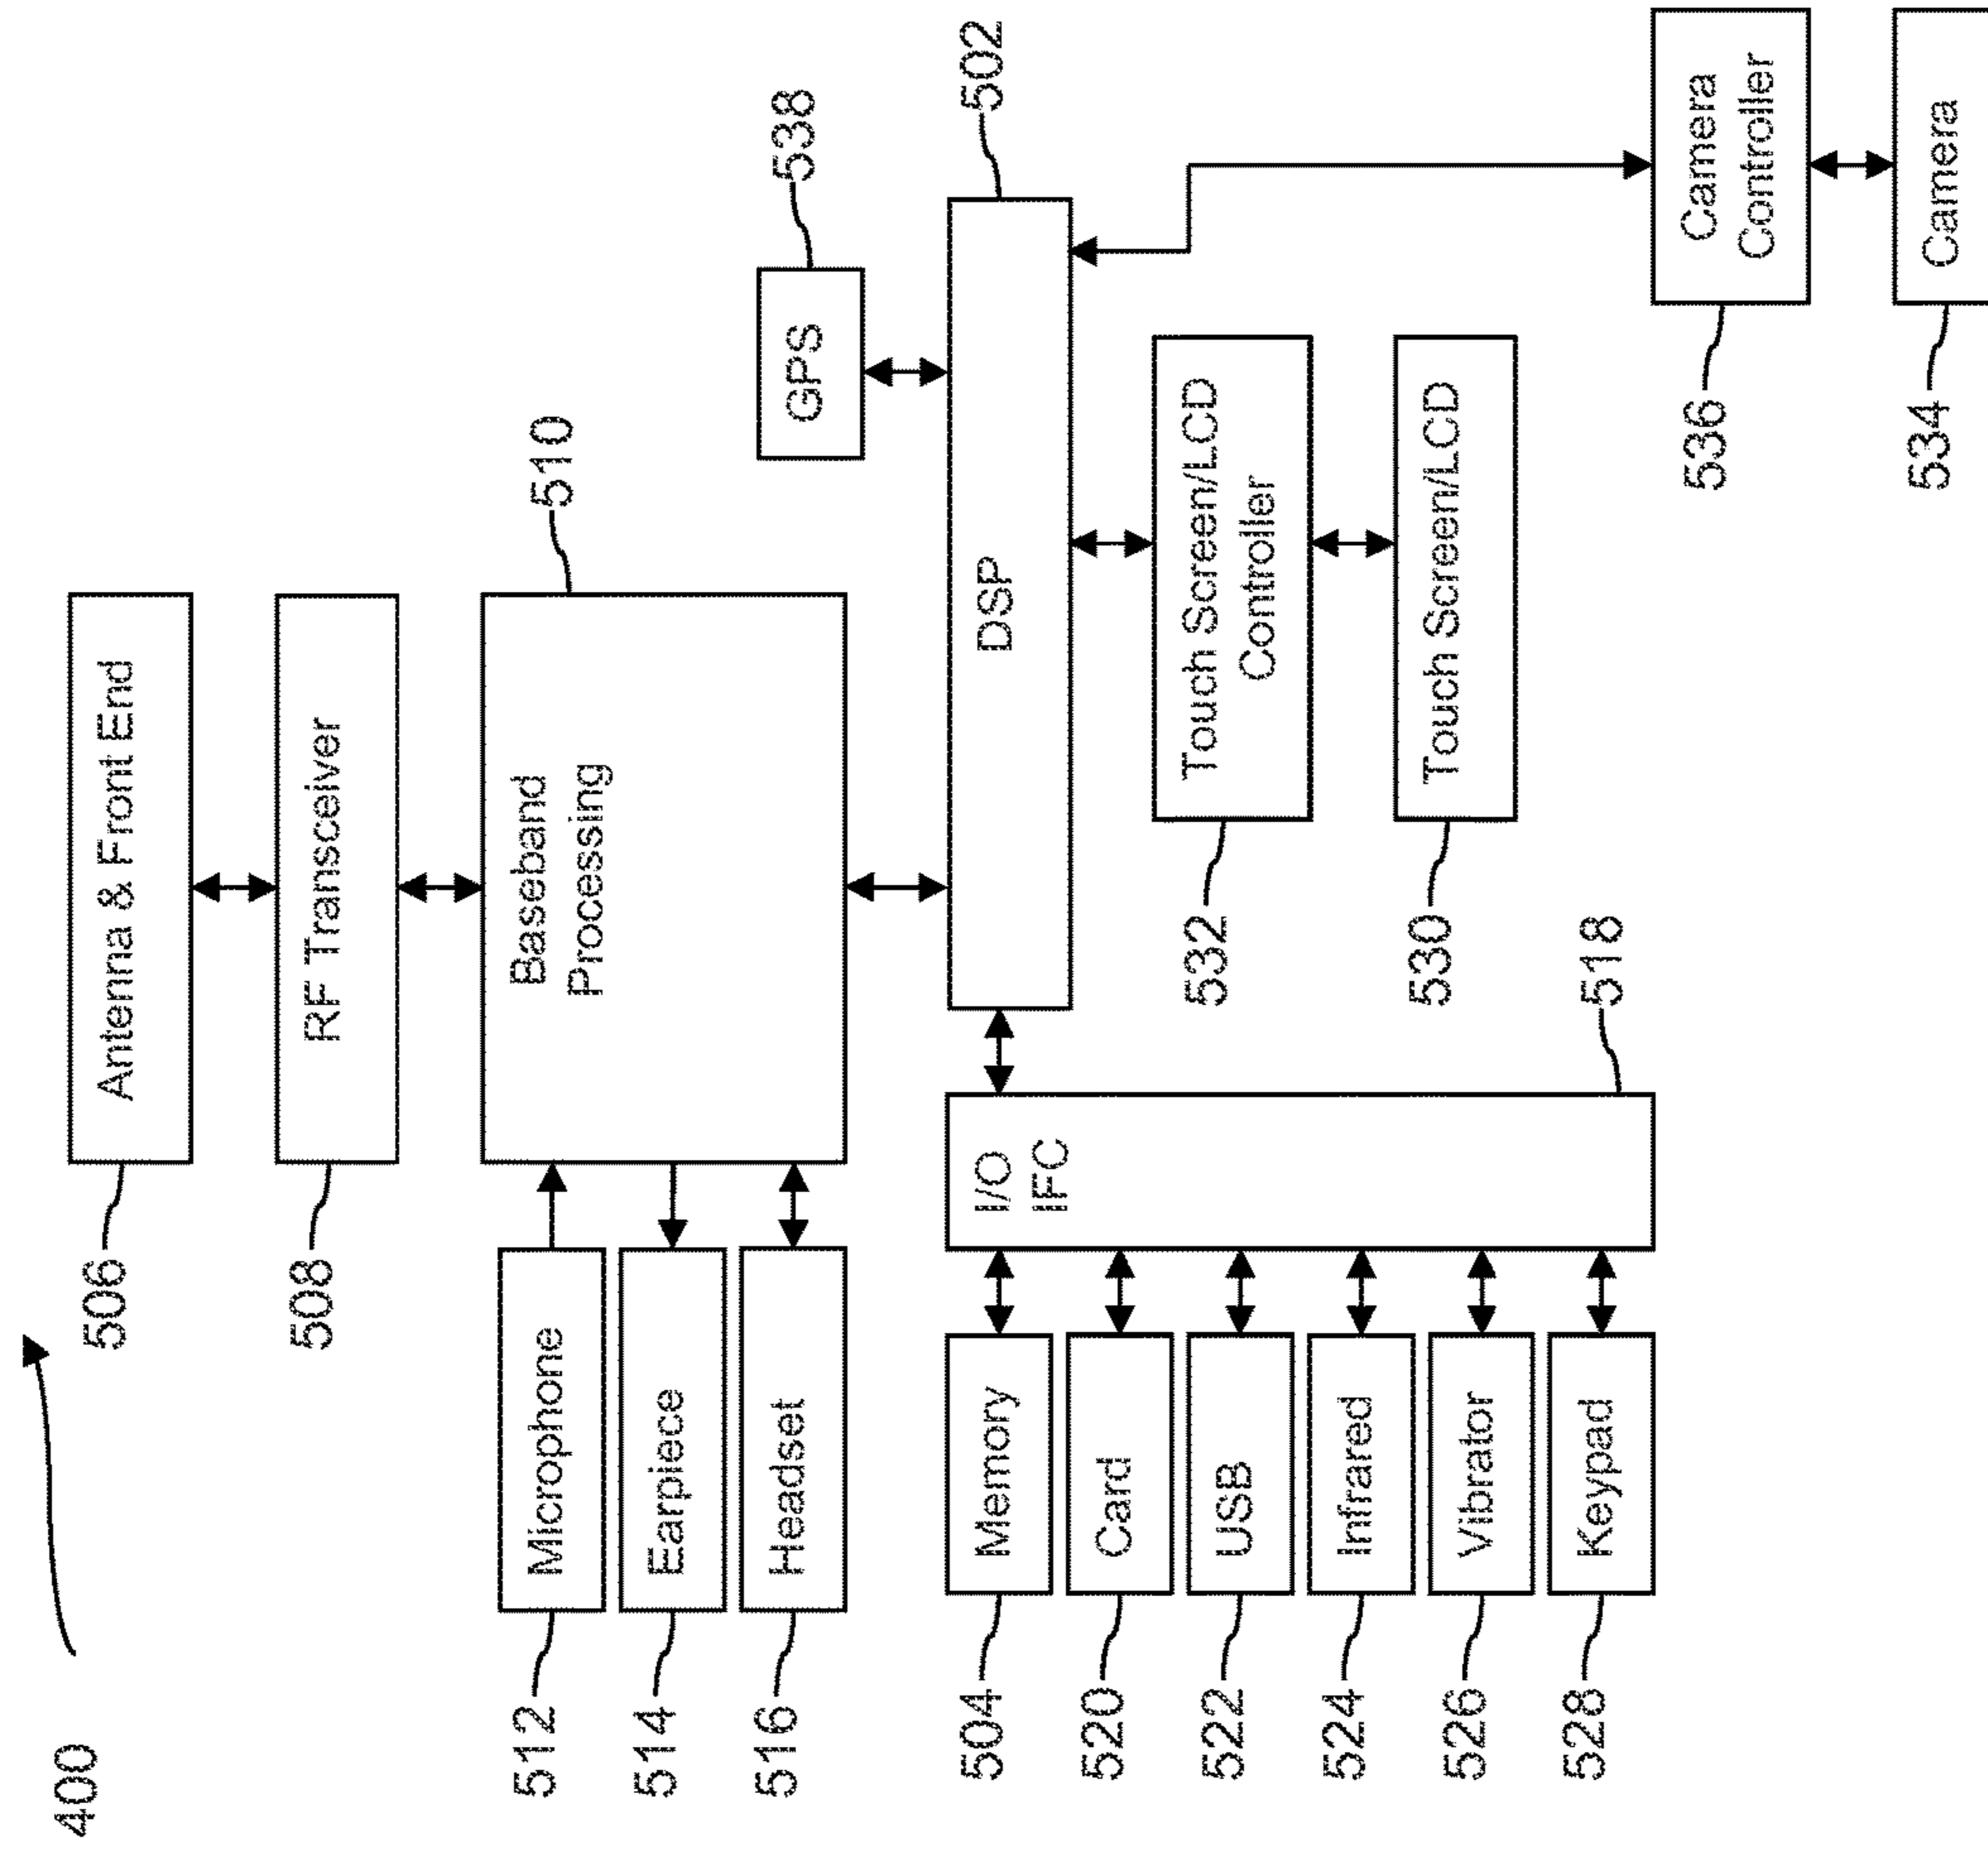 400
506
Antenna & Front End
508
RF Transceiver
510
Baseband
Processing
512
Microphone
514
Earpiece
516
Headset
538
GPS
502
DSP
518
I/O
IFC
504
Memory
520
Card
522
USB
524
Infrared
526
Vibrator
528
Keypad
532
Touch Screen/LCD
Controller
530
Touch Screen/LCD
536
Camera
Controller
534
Camera